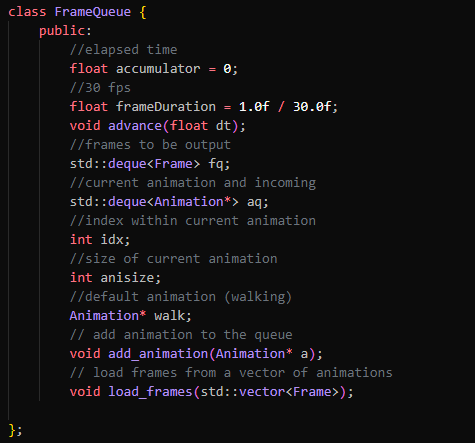 class FrameQueue {
public:
//elapsed time
float accumulator = 0;
//30 fps
float frameDuration = 1.0f / 30.0f;
void advance(float dt);
//frames to be output
std::deque<Frame> fq;
//current animation and incoming
std::deque<Animation*> aq;
//index within current animation
int idx;
//size of current animation
int anisize;
//default animation (walking)
Animation* walk;
// add animation to the queue
void add_animation(Animation* a);
// load frames from a vector of animations
void load_frames(std::vector<Frame>);
};